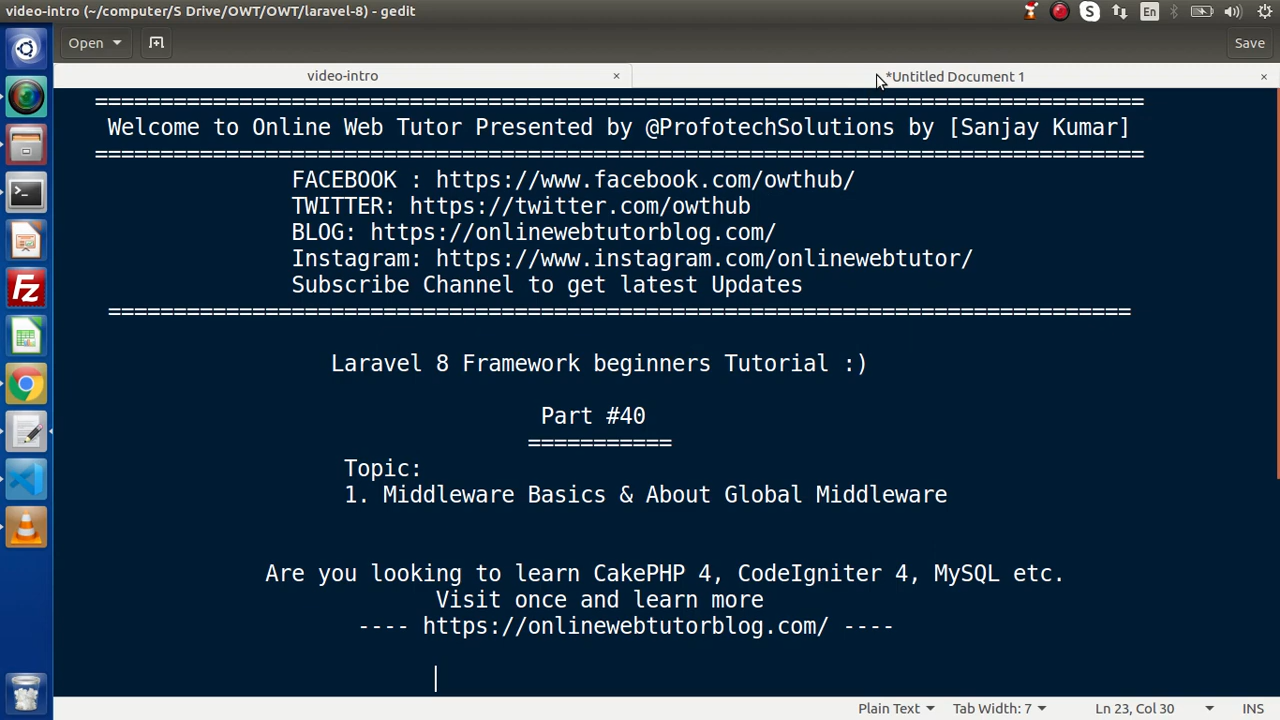 video-intro (~/computer/S Drive/OWT/OWT/laravel-8) - gedit
En
Open
Save
video-intro
*Untitled Document 1
================================================================================
Welcome to Online Web Tutor Presented by @ProfotechSolutions by [Sanjay Kumar]
================================================================================
FACEBOOK : https://www.facebook.com/owthub/
TWITTER: https://twitter.com/owthub
BLOG: https://onlinewebtutorblog.com/
Instagram: https://www.instagram.com/onlinewebtutor/
Subscribe Channel to get latest Updates
==============================================================================
Laravel 8 Framework beginners Tutorial :)
Part #40
===========
Topic:
1. Middleware Basics & About Global Middleware
Are you looking to learn CakePHP 4, CodeIgniter 4, MySQL etc.
Visit once and learn more
---- https://onlinewebtutorblog.com/ ----
Plain Text
Tab Width: 7
Ln 23, Col 30
INS